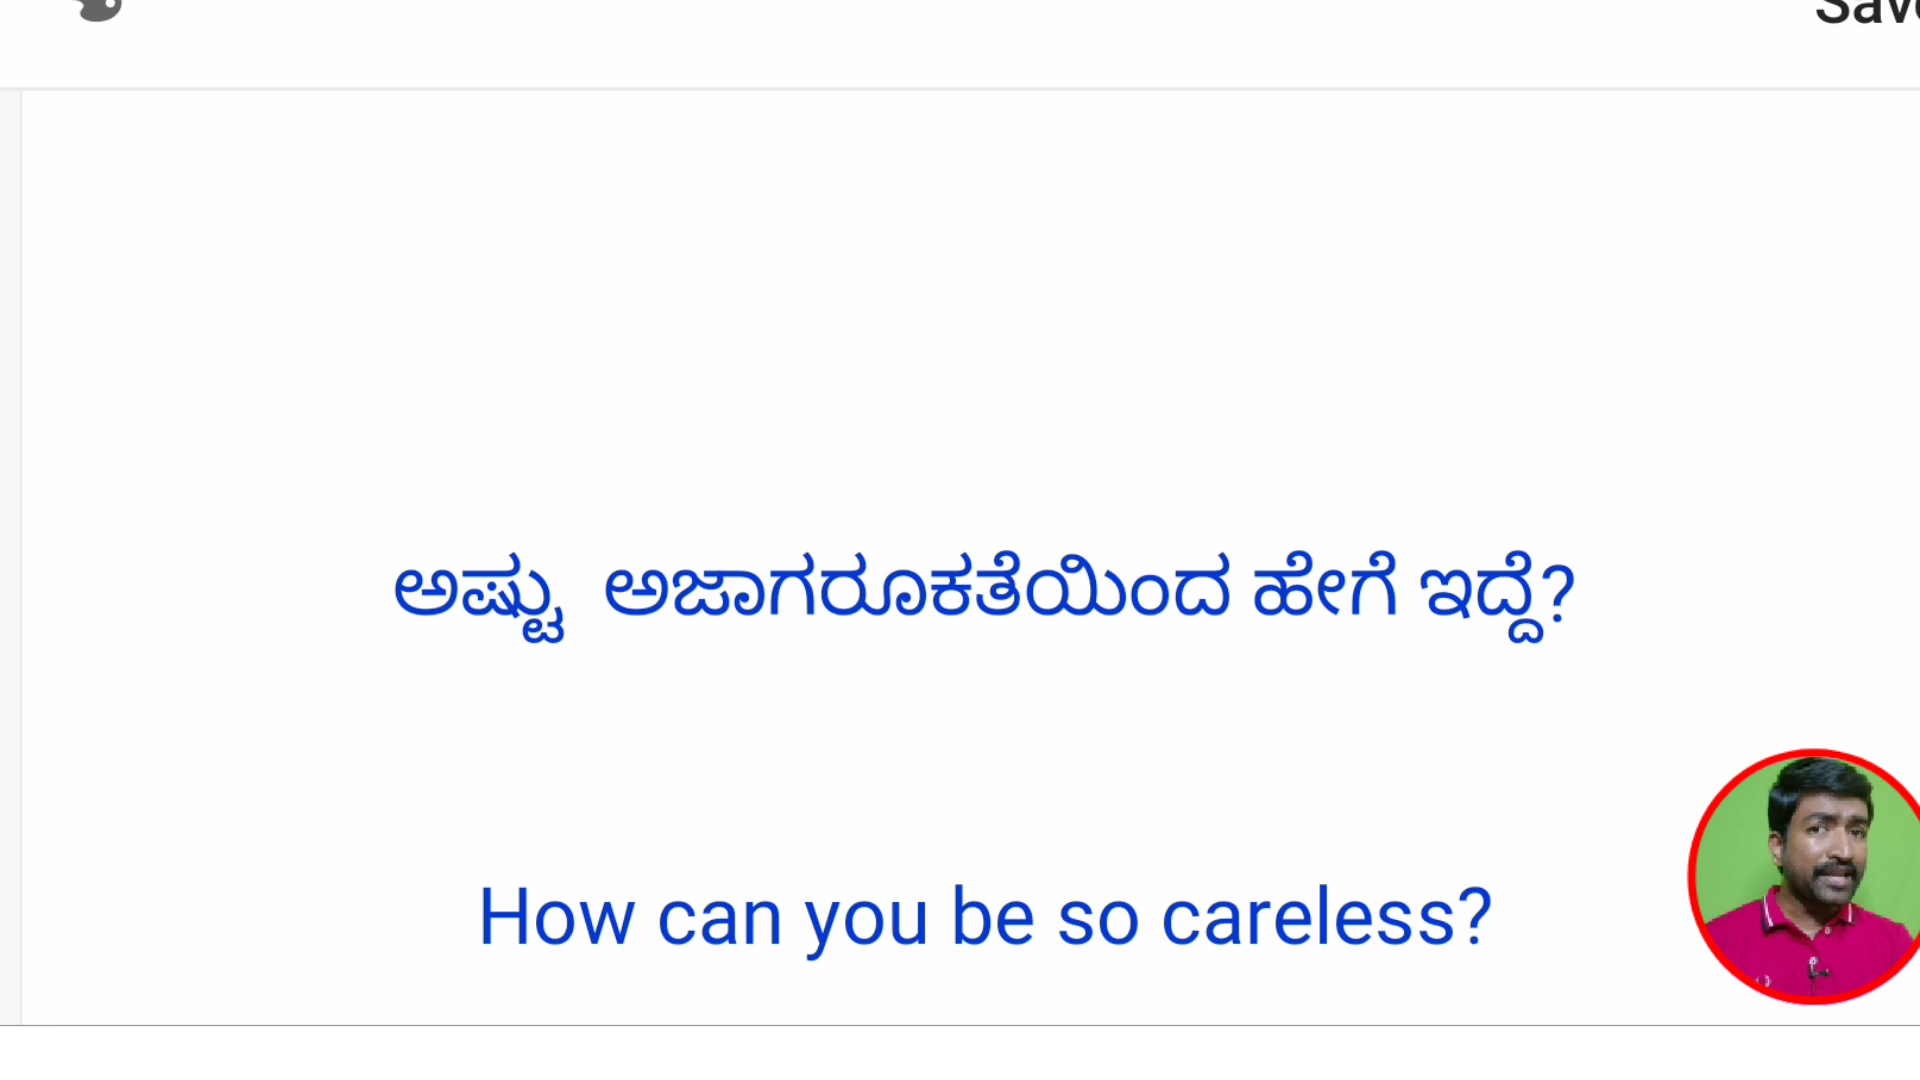 ಅಷ್ಟು ಅಜಾಗರೂಕತೆಯಿಂದ ಹೇಗೆ ಇದ್ದೆ?
How can you be so careless?